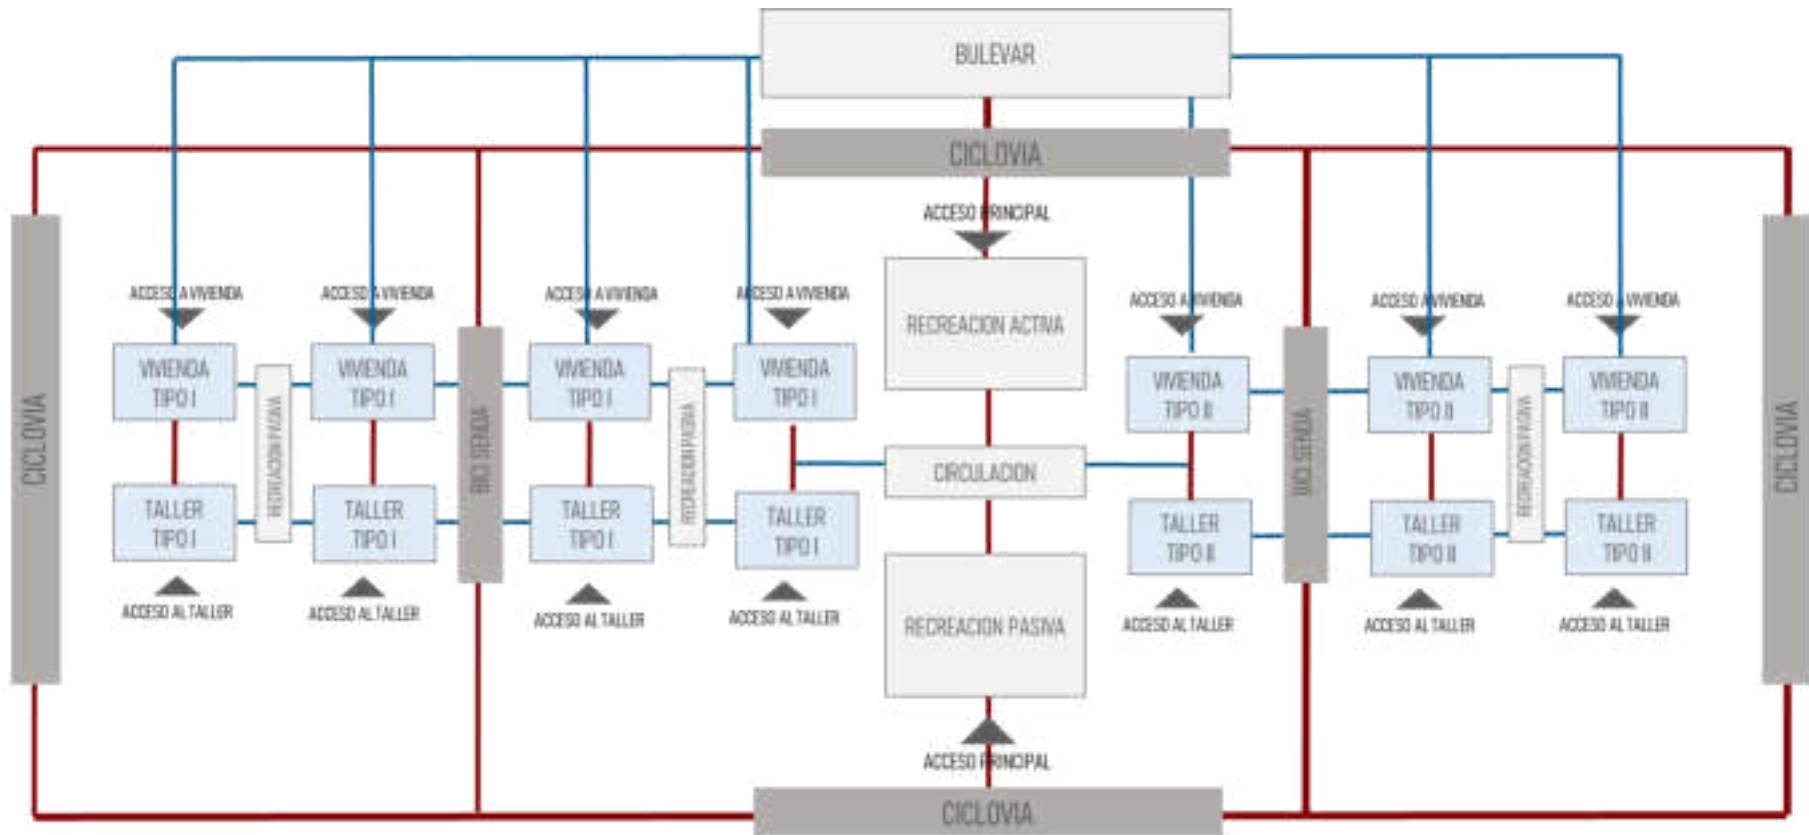 BULEVAR
CICLOVIA
ACCESO PRINCIPAL
ACCESO A VIVIENDA
ACCESO A VIVIENDA
ACCESO A VIVIENDA
ACCESO A VIVIENDA
ACCESO A VIVIENDA
ACCESO A VIVIENDA
ACCESO A VIVIENDA
RECREACION ACTIVA
VIVIENDA
TIPO I
VIVIENDA
TIPO I
VIVIENDA
TIPO I
VIVIENDA
TIPO I
VIVIENDA
TIPO II
VIVIENDA
TIPO II
VIVIENDA
TIPO II
CICLOVIA
RECREACION PASIVA
BICI SENDA
RECREACION PASIVA
CIRCULACION
BICI SENDA
RECREACION PASIVA
CICLOVIA
TALLER
TIPO I
TALLER
TIPO I
TALLER
TIPO I
TALLER
TIPO I
TALLER
TIPO II
TALLER
TIPO II
TALLER
TIPO II
ACCESO AL TALLER
ACCESO AL TALLER
ACCESO AL TALLER
ACCESO AL TALLER
RECREACION PASIVA
ACCESO AL TALLER
ACCESO AL TALLER
ACCESO AL TALLER
ACCESO PRINCIPAL
CICLOVIA